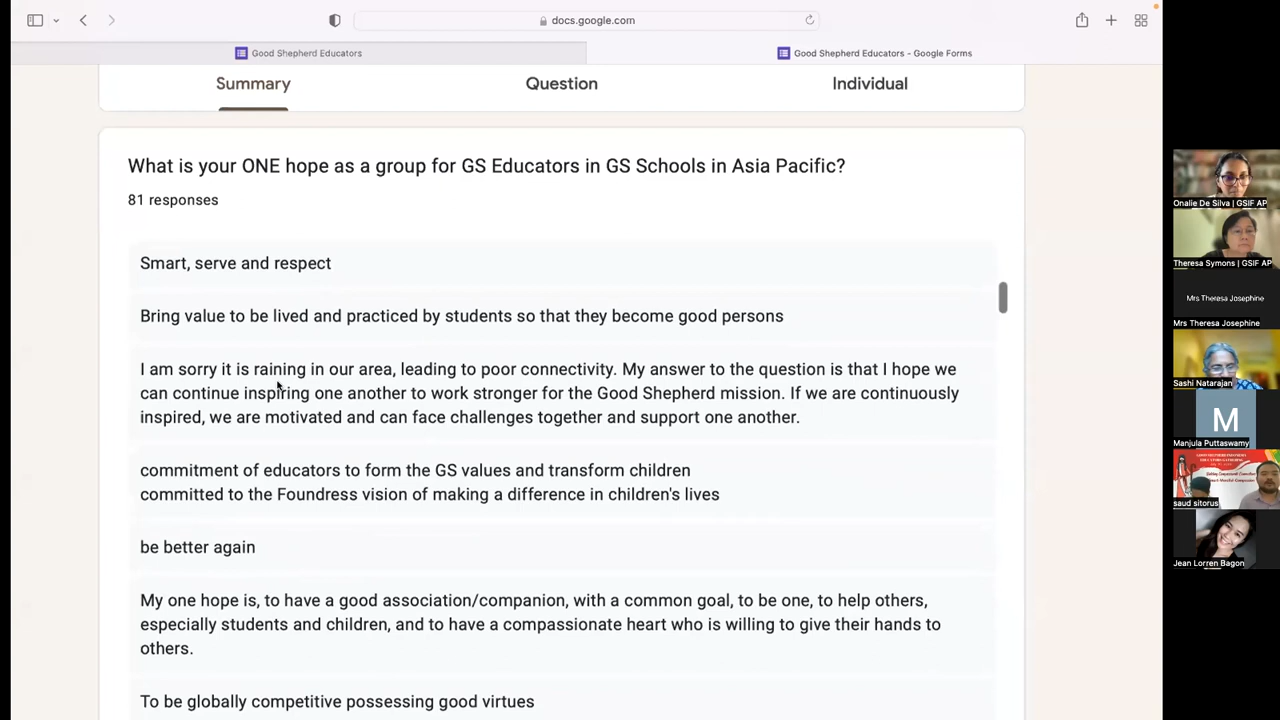 docs.google.com
Good Shepherd Educators
Good Shepherd Educators - Google Forms
Summary
Question
Individual
What is your ONE hope as a group for GS Educators in GS Schools in Asia Pacific?
81 responses
Smart, serve and respect
Bring value to be lived and practiced by students so that they become good persons
I am sorry it is raining in our area, leading to poor connectivity. My answer to the question is that I hope we
can continue inspiring one another to work stronger for the Good Shepherd mission. If we are continuously
inspired, we are motivated and can face challenges together and support one another.
commitment of educators to form the GS values and transform children
committed to the Foundress vision of making a difference in children's lives
be better again
My one hope is, to have a good association/companion, with a common goal, to be one, to help others,
especially students and children, and to have a compassionate heart who is willing to give their hands to
others.
To be globally competitive possessing good virtues
Onalie De Silva | GSIF AP
Theresa Symons | GSIF AP
Mrs Theresa Josephine
Mrs Theresa Josephine
Sashi Natarajan
M
Manjula Puttaswamy
saud sitorus
Jean Lorren Bagon